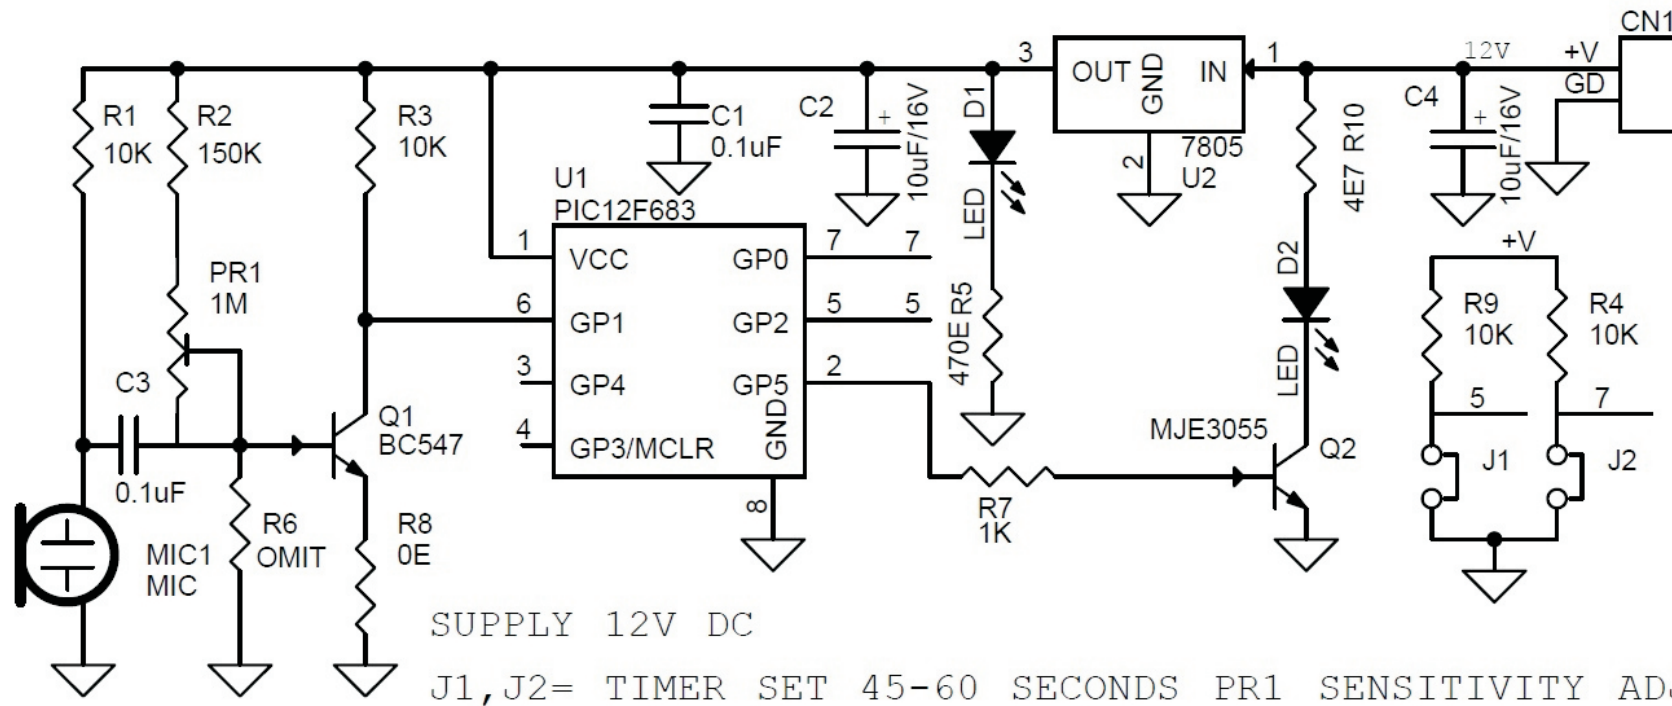 CN1
3
OUT
GND
IN
1
12V
+V
GD
R1
10K
R2
150K
R3
10K
C1
0.1uF
C2
+
10uF/16V
D1
LED
2
7805
U2
4E7 R10
C4
+
10uF/16V
U1
PIC12F683
1
VCC
GP0
7
7
6
GP1
GP2
5
5
3
GP4
GP5
2
4
GP3/MCLR
GND
8
PR1
1M
470E R5
D2
LED
+V
R9
10K
R4
10K
5
7
J1
J2
C3
0.1uF
Q1
BC547
MJE3055
Q2
R7
1K
MIC1
MIC
R6
OMIT
R8
0E
SUPPLY 12V DC
J1,J2= TIMER SET 45-60 SECONDS PR1 SENSITIVITY ADJ